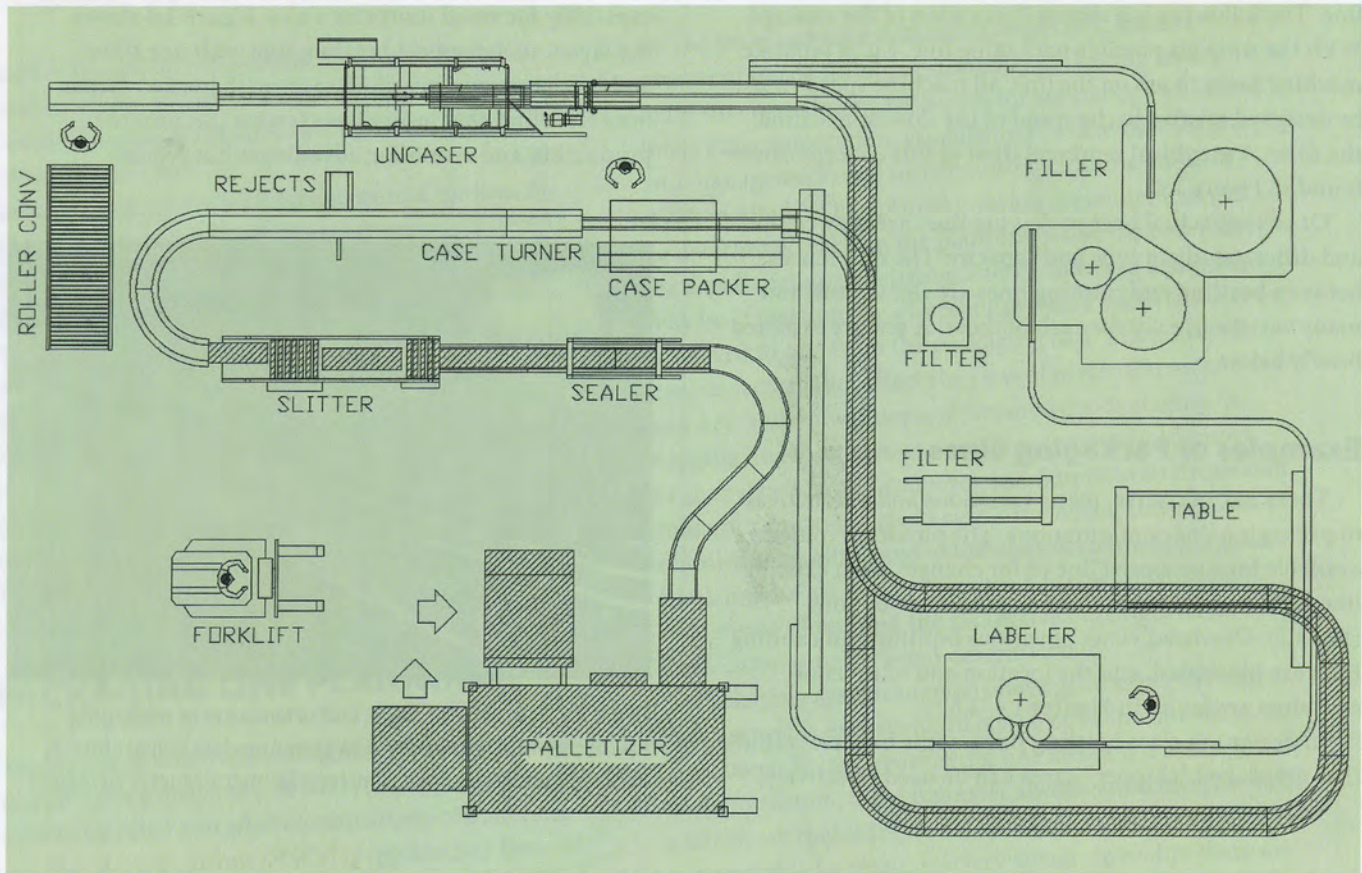 UNCASER
FILLER
REJECTS
ROLLER CONV
CASE TURNER
CASE PACKER
FILTER
SLITTER
SEALER
FILTER
TABLE
FORKLIFT
LABELER
PALLETIZER